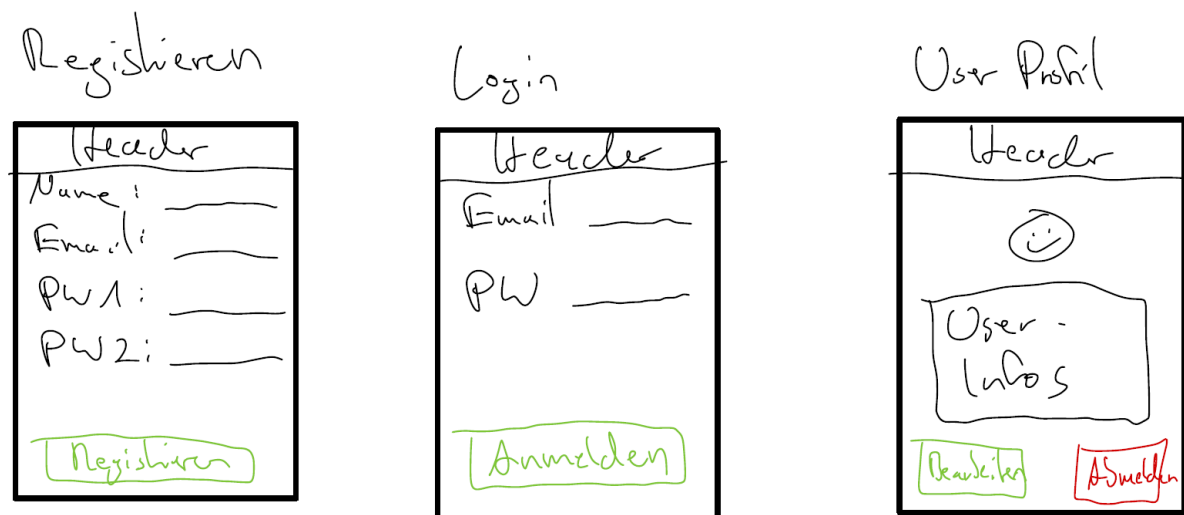 Registrieren
Header
Name:
Email:
PW1:
PW2:
Registrieren
Login
Header
Email
PW
Anmelden
User Profil
Header
User-
Infos
Bearbeiten
Abmelden